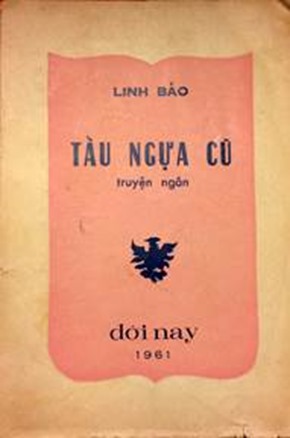 LINH BẢO
TÀU NGỰA CŨ
truyện ngắn
đời nay
1961